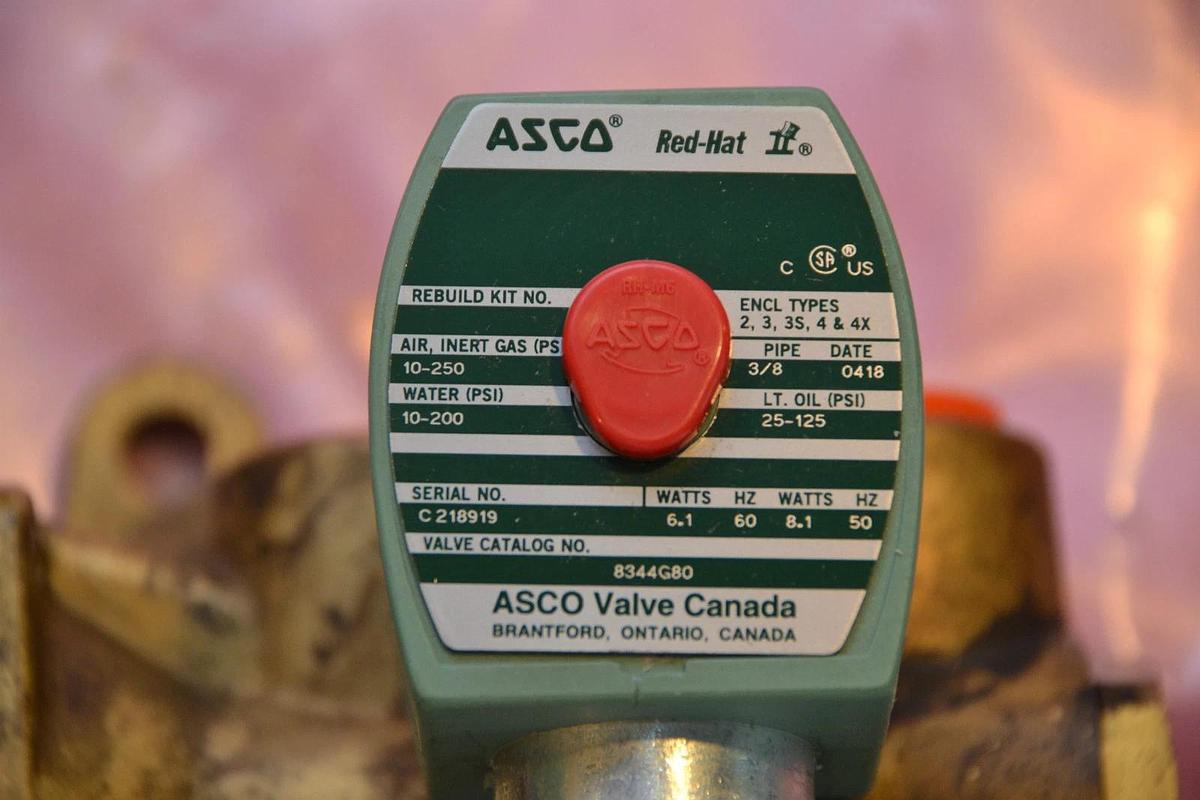 ASCO® Red-Hat II®
C SA® US
REBUILD KIT NO.
ENCL TYPES
2, 3, 3S, 4 & 4X
RH-M6
ASCO®
AIR, INERT GAS (PS
PIPE DATE
10-250
3/8 0418
WATER (PSI)
LT. OIL (PSI)
10-200
25-125
SERIAL NO. WATTS HZ WATTS HZ
C 218919 6.1 60 8.1 50
VALVE CATALOG NO.
8344G80
ASCO Valve Canada
BRANTFORD, ONTARIO, CANADA